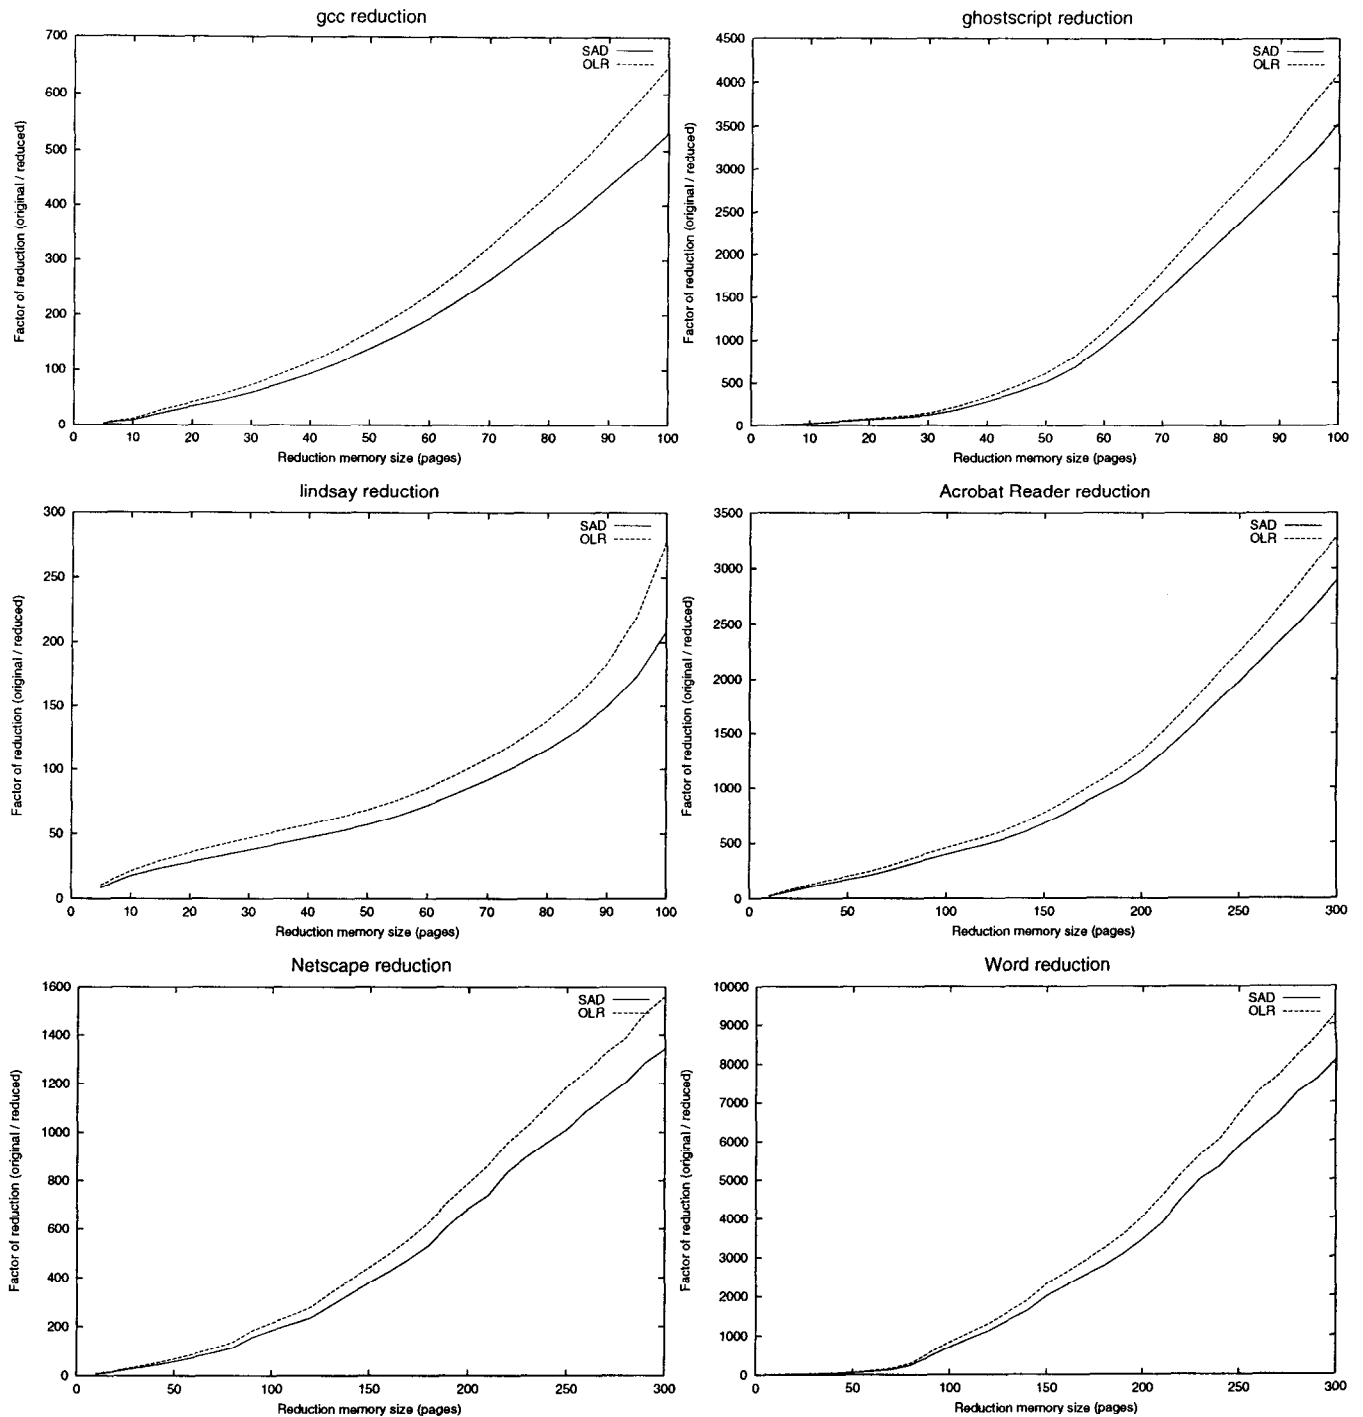 gcc reduction
700
600
500
400
300
200
100
0
Factor of reduction (original / reduced)
SAD
OLR
0 10 20 30 40 50 60 70 80 90 100
Reduction memory size (pages)
ghostscript reduction
4500
4000
3500
3000
2500
2000
1500
1000
500
0
Factor of reduction (original / reduced)
SAD
OLR
0 10 20 30 40 50 60 70 80 90 100
Reduction memory size (pages)
lindsay reduction
300
250
200
150
100
50
0
Factor of reduction (original / reduced)
SAD
OLR
0 10 20 30 40 50 60 70 80 90 100
Reduction memory size (pages)
Acrobat Reader reduction
3500
3000
2500
2000
1500
1000
500
0
Factor of reduction (original / reduced)
SAD
OLR
0 50 100 150 200 250 300
Reduction memory size (pages)
Netscape reduction
1600
1400
1200
1000
800
600
400
200
0
Factor of reduction (original / reduced)
SAD
OLR
0 50 100 150 200 250 300
Reduction memory size (pages)
Word reduction
10000
9000
8000
7000
6000
5000
4000
3000
2000
1000
0
Factor of reduction (original / reduced)
SAD
OLR
0 50 100 150 200 250 300
Reduction memory size (pages)